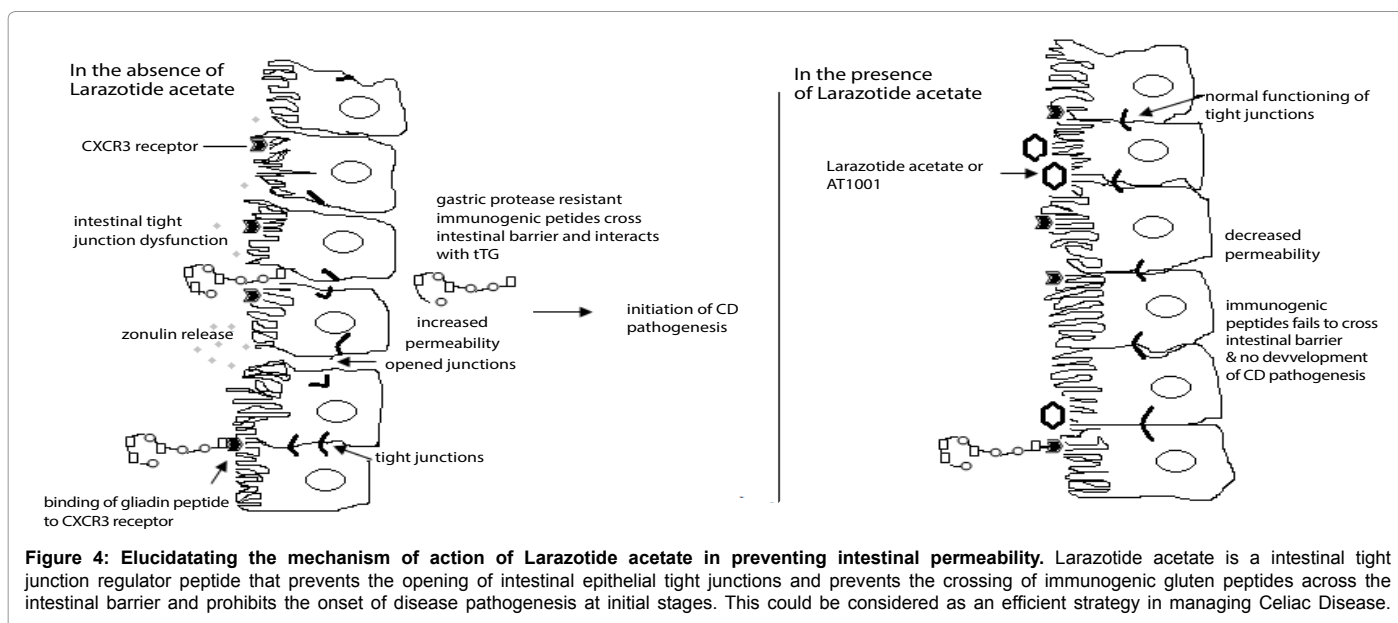 In the absence of
Larazotide acetate
CXCR3 receptor
intestinal tight
junction dysfunction
zonulin release
binding of gliadin peptide
to CXCR3 receptor
gastric protease resistant
immunogenic petides cross
intestinal barrier and interacts
with tTG
increased
permeability
opened junctions
tight junctions
initiation of CD
pathogenesis
In the presence
of Larazotide acetate
Larazotide acetate or
AT1001
normal functioning of
tight junctions
decreased
permeability
immunogenic
peptides fails to cross
intestinal barrier
& no devvelopment
of CD pathogenesis
Figure 4: Elucidatating the mechanism of action of Larazotide acetate in preventing intestinal permeability. Larazotide acetate is a intestinal tight
junction regulator peptide that prevents the opening of intestinal epithelial tight junctions and prevents the crossing of immunogenic gluten peptides across the
intestinal barrier and prohibits the onset of disease pathogenesis at initial stages. This could be considered as an efficient strategy in managing Celiac Disease.